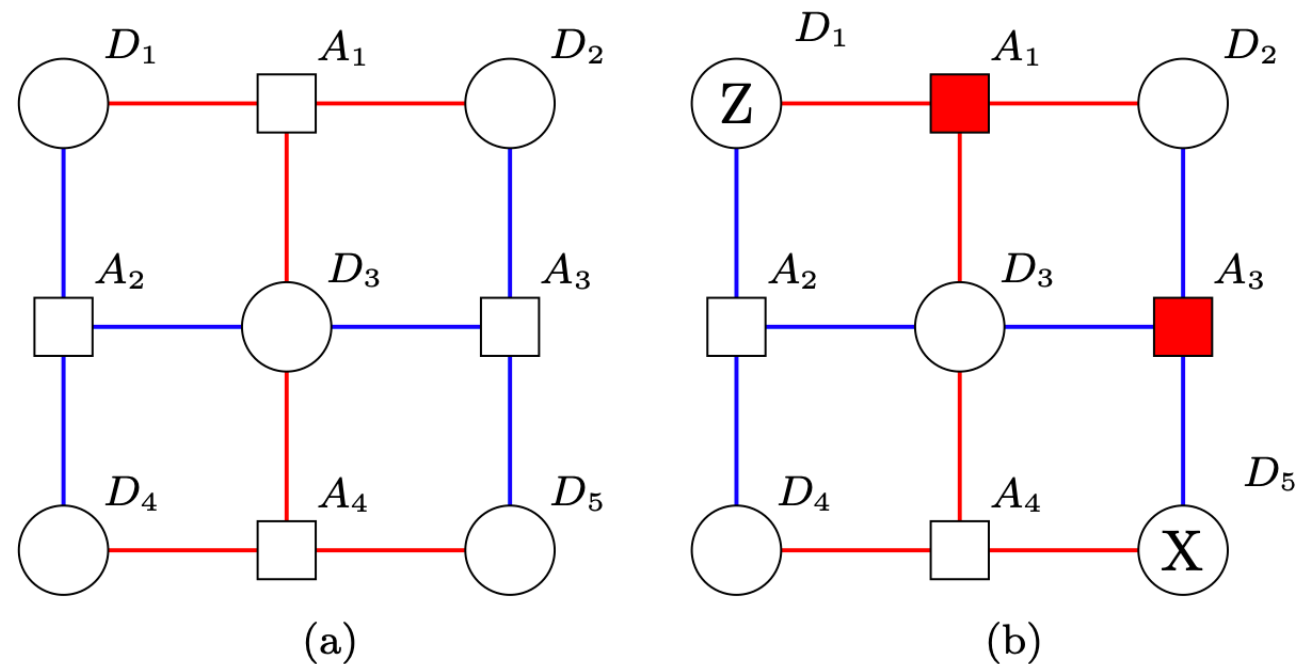 D₁ A₁ D₂
A₂ D₃ A₃
D₄ A₄ D₅
(a)
D₁ A₁ D₂
Z
A₂ D₃ A₃
D₄ A₄ D₅
X
(b)